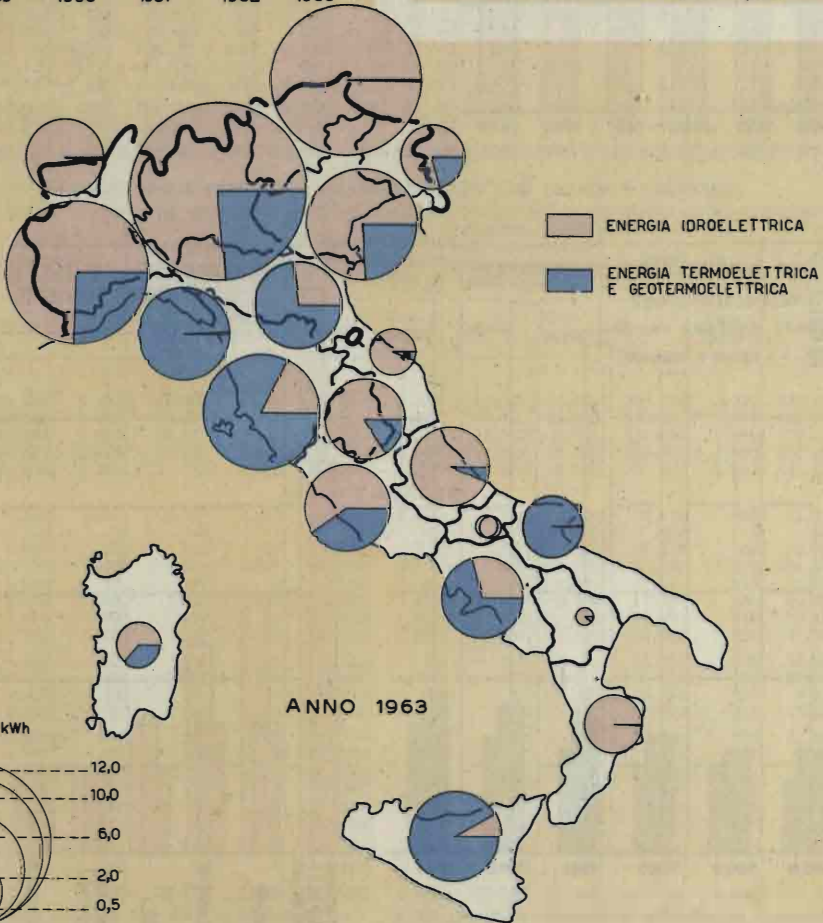 ENERGIA IDROELETTRICA
ENERGIA TERMOELETTRICA
E GEOTERMOELETTRICA
ANNO 1963
kWh
12,0
10,0
6,0
2,0
0,5